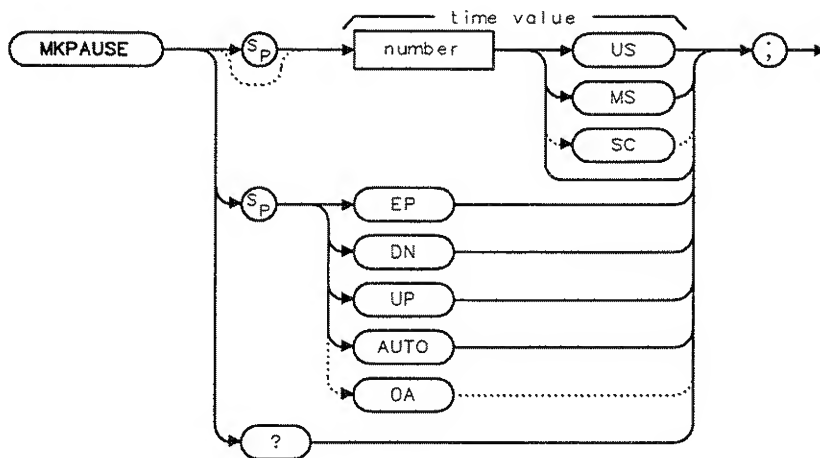 time value
MKPAUSE SP number US ;
MS
SC
SP EP
DN
UP
AUTO
OA
?